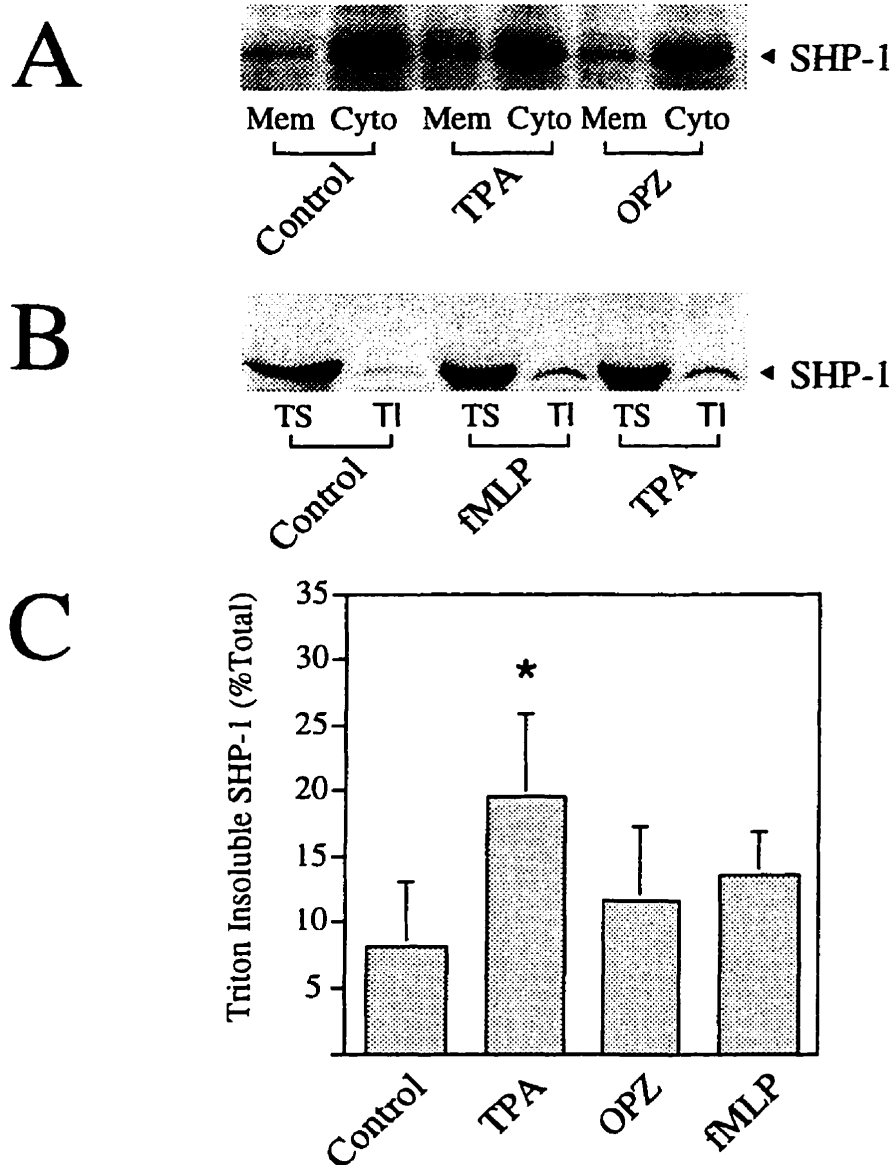 A
◄ SHP-1
Mem Cyto Mem Cyto Mem Cyto
Control TPA OPZ
B
◄ SHP-1
TS TI TS TI TS TI
Control fMLP TPA
C
Triton Insoluble SHP-1 (%Total)
35
30
25
20
15
10
5
*
Control TPA OPZ fMLP